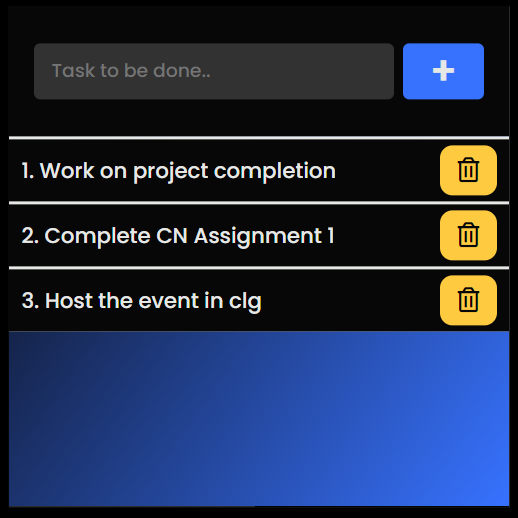 Task to be done..
1. Work on project completion
2. Complete CN Assignment 1
3. Host the event in clg